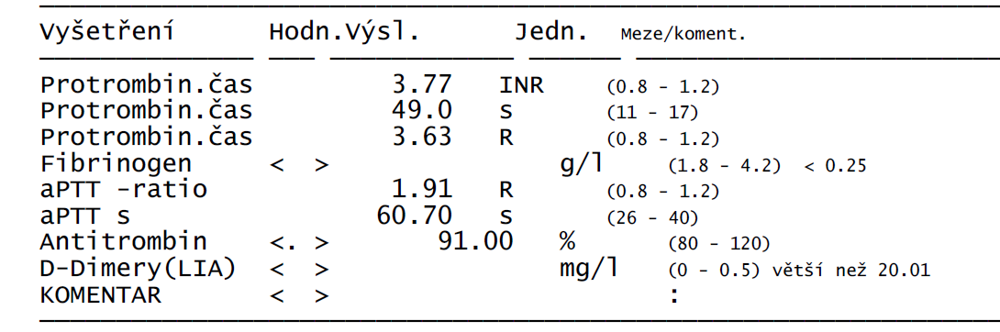 Vyšetření Hodn.Výsl. Jedn. Meze/koment.
Protrombin.čas 3.77 INR (0.8 - 1.2)
Protrombin.čas 49.0 s (11 - 17)
Protrombin.čas 3.63 R (0.8 - 1.2)
Fibrinogen < > g/l (1.8 - 4.2) < 0.25
aPTT -ratio 1.91 R (0.8 - 1.2)
aPTT s 60.70 s (26 - 40)
Antitrombin <. > 91.00 % (80 - 120)
D-Dimery(LIA) < > mg/l (0 - 0.5) větší než 20.01
KOMENTAR < > :